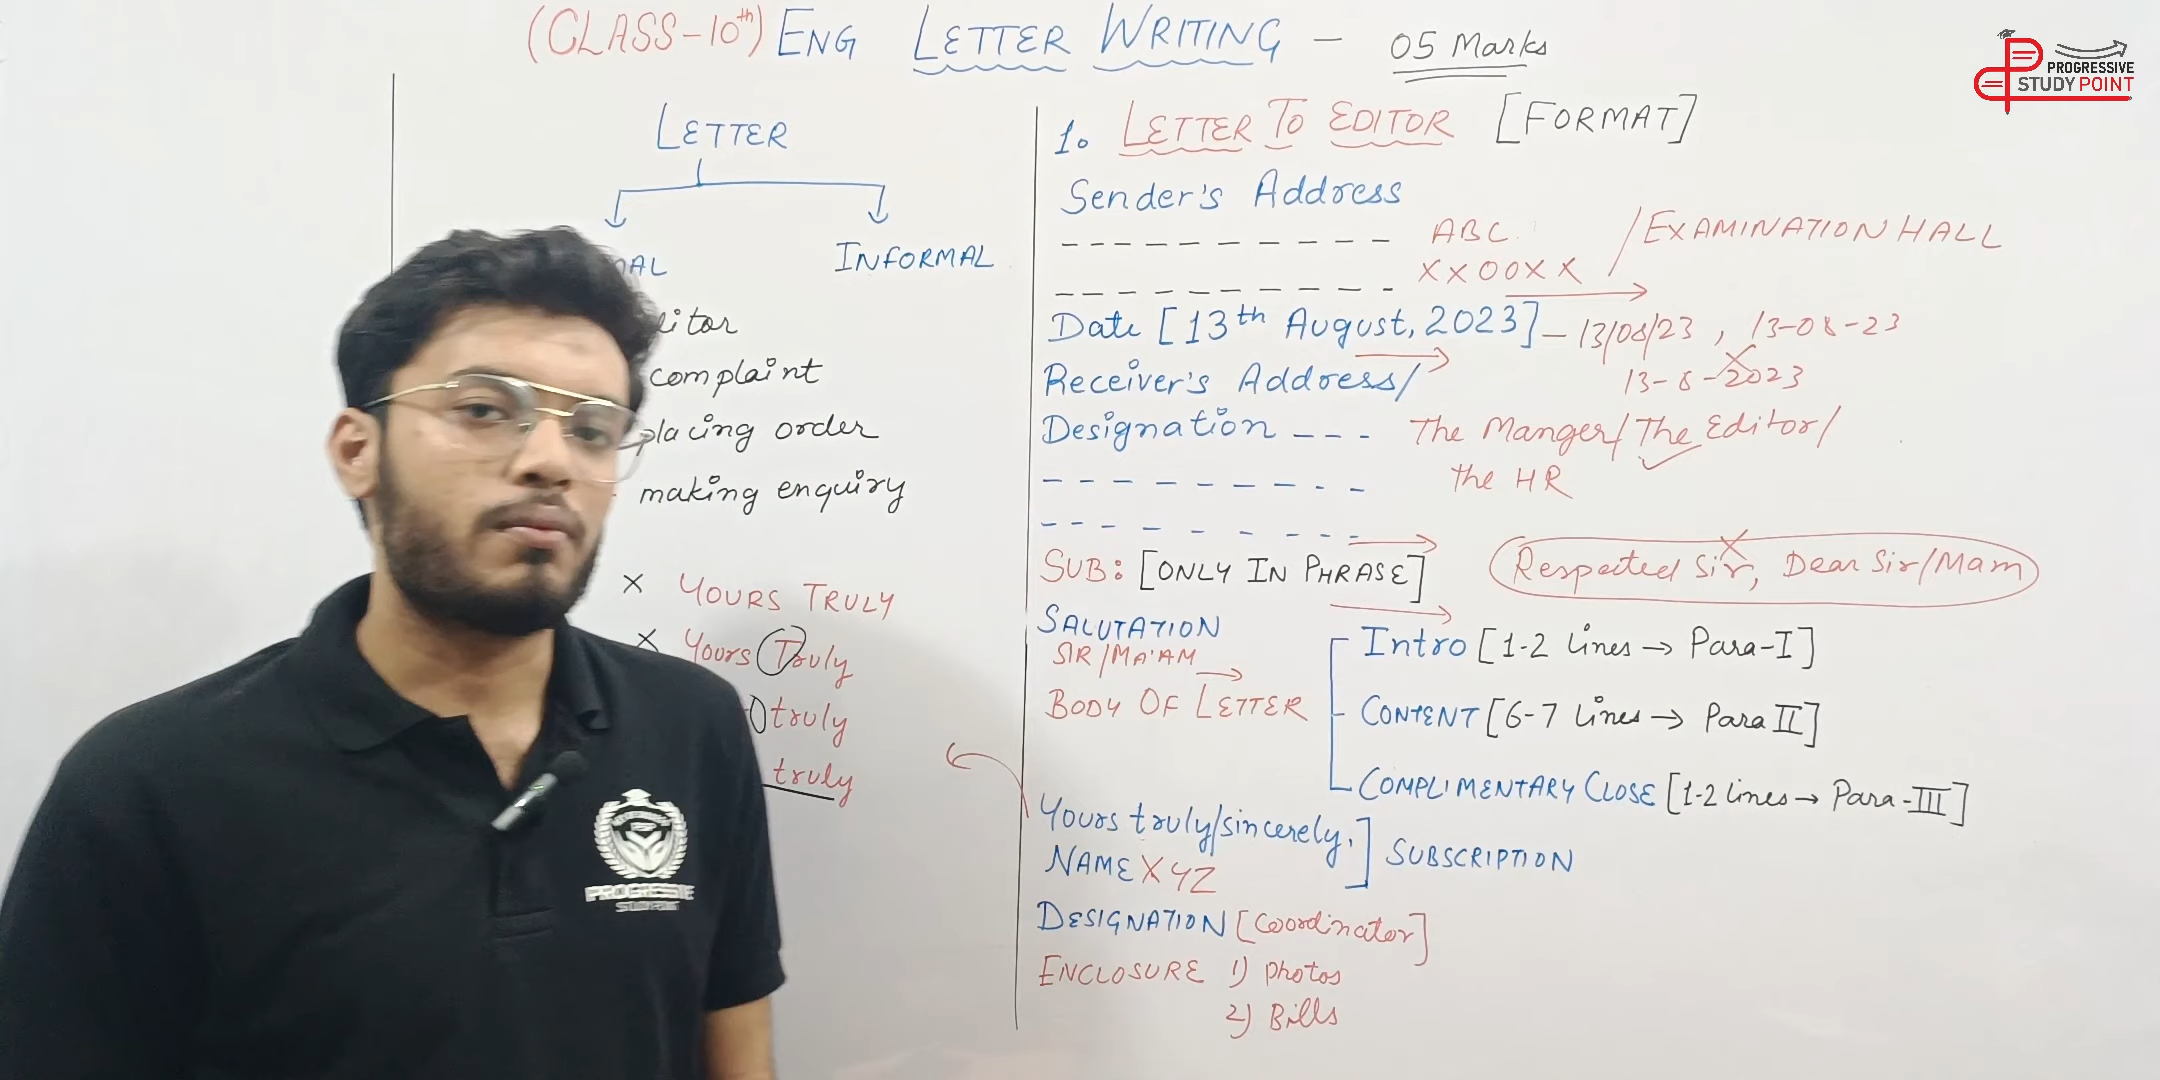 (CLASS-10th) ENG LETTER WRITING - 05 Marks
PROGRESSIVE
STUDY POINT
LETTER
INFORMAL
complaint
placing order
making enquiry
X YOURS TRULY
X Yours Truly
truly
truly
1. LETTER TO EDITOR [FORMAT]
Sender's Address
ABC / EXAMINATION HALL
XXOOXX
Date [13th August, 2023] - 13/08/23, 13-08-23
13-8-2023
Receiver's Address/
Designation --- The Manger/ The Editor/
the HR
SUB: [ONLY IN PHRASE] Respected Sir, Dear Sir/Mam
SALUTATION
SIR/MA'AM
BODY OF LETTER
Intro [1-2 lines → Para-I]
CONTENT [6-7 lines → Para II]
COMPLIMENTARY CLOSE [1-2 lines → Para-III]
Yours truly/sincerely, ] SUBSCRIPTION
NAME XYZ
DESIGNATION [Coordinator]
ENCLOSURE 1) Photos
2) Bills
PROGRESSIVE